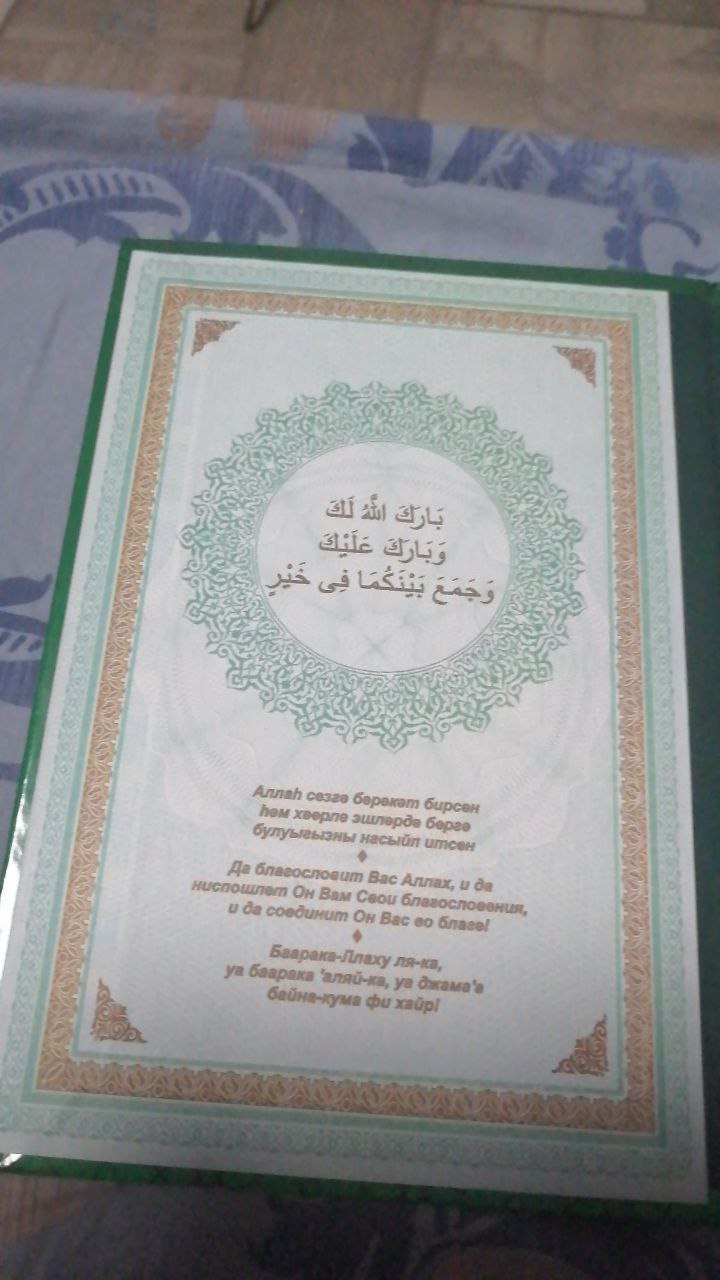 بَارَكَ اللَّهُ لَكَ
وَبَارَكَ عَلَيْكَ
وَجَمَعَ بَيْنَكُمَا فِى خَيْرٍ
Аллаһ сезгә бәрәкәт бирсен
һәм хәерле эшләрдә бергә
булуыгызны насыйп итсен
Да благословит Вас Аллах, и да
ниспошлет Он Вам Свои благословения,
и да соединит Он Вас во благе!
Баарака-Ллаху ля-ка,
уа баарака 'аляй-ка, уа джама'а
байна-кума фи хайр!